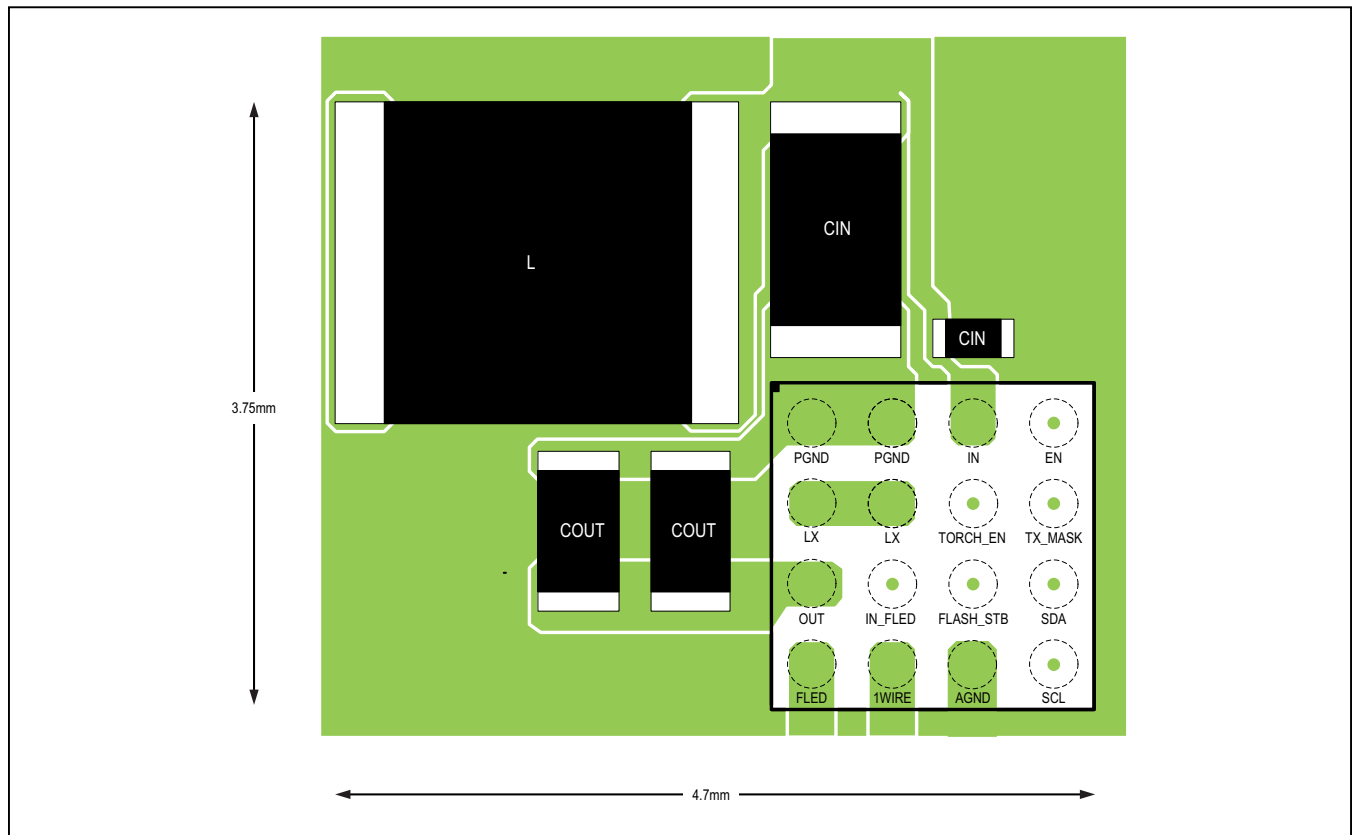 CIN
L
CIN
3.75mm
PGND PGND IN EN
COUT COUT
LX LX TORCH_EN TX_MASK
OUT IN_FLED FLASH_STB SDA
FLED 1WIRE AGND SCL
4.7mm